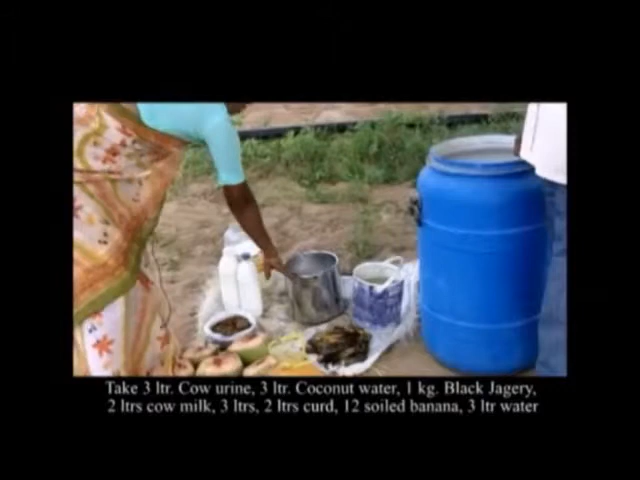 Take 3 ltr. Cow urine, 3 ltr. Coconut water, 1 kg. Black Jagery,
2 ltrs cow milk, 3 ltrs, 2 ltrs curd, 12 soiled banana, 3 ltr water